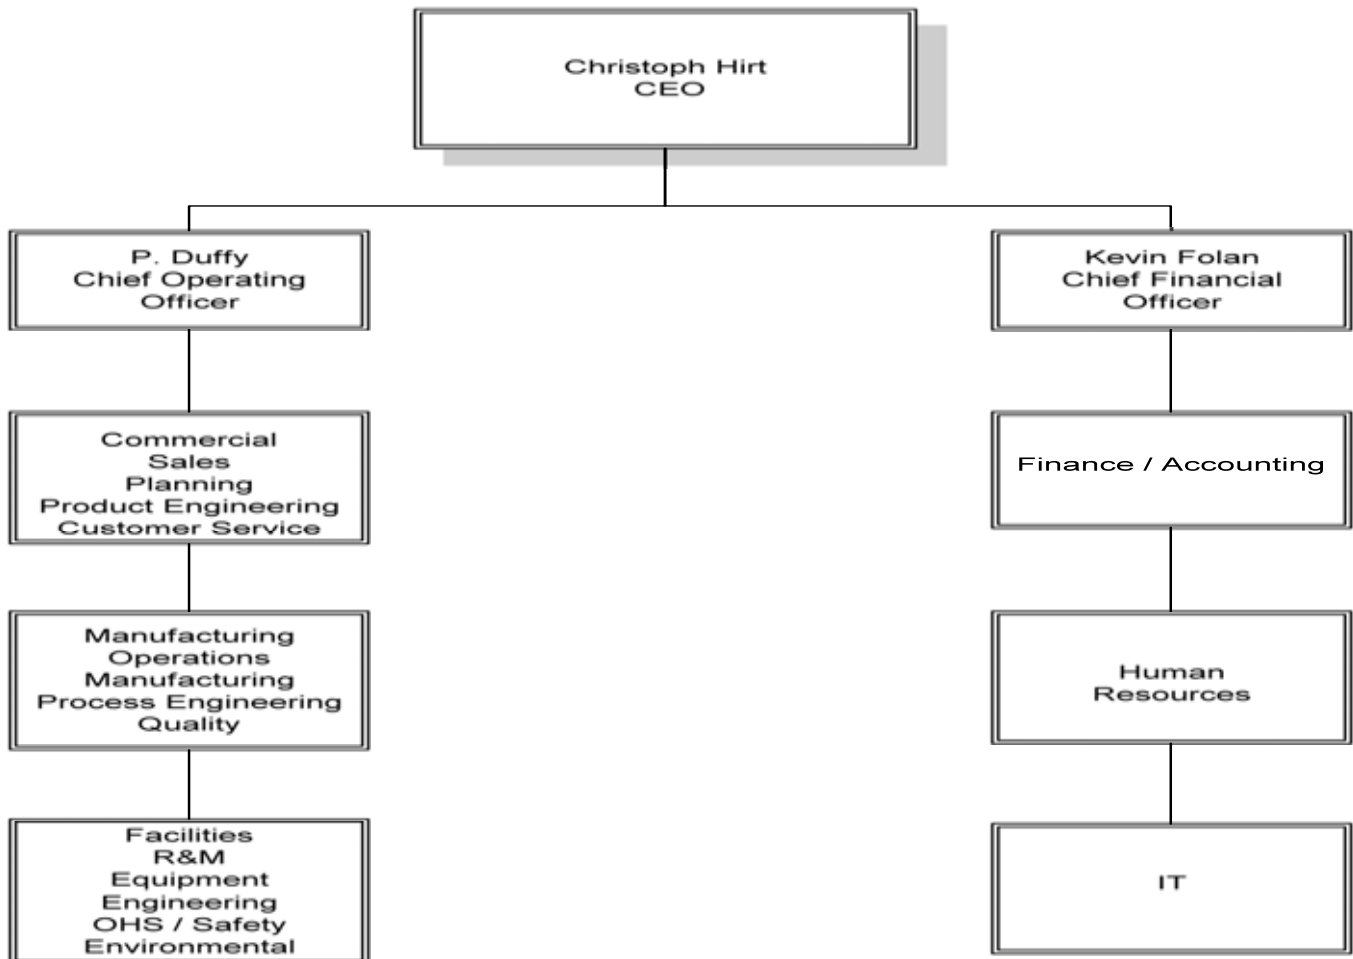 Christoph Hirt
CEO
P. Duffy
Chief Operating
Officer
Kevin Folan
Chief Financial
Officer
Commercial
Sales
Planning
Product Engineering
Customer Service
Finance / Accounting
Manufacturing
Operations
Manufacturing
Process Engineering
Quality
Human
Resources
Facilities
R&M
Equipment
Engineering
OHS / Safety
Environmental
IT